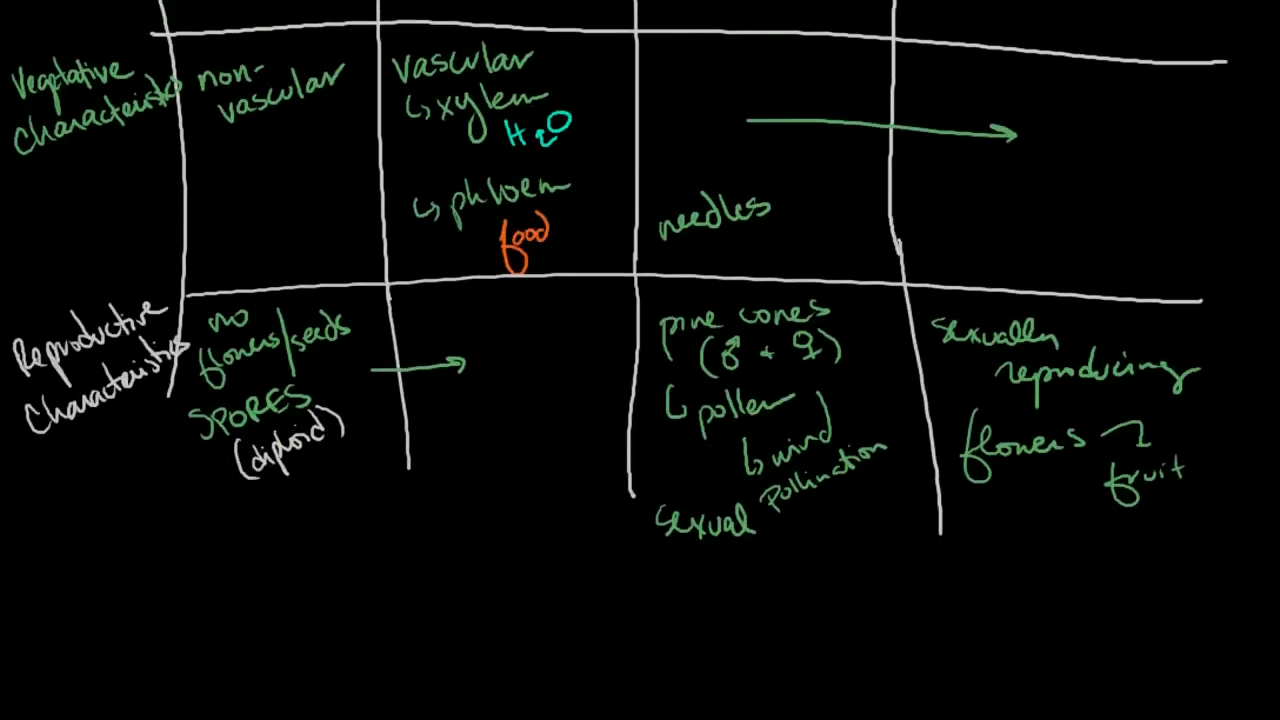 Vegetative
characteristics
non-
vascular
vascular
↳ xylem
H2O
↳ phloem
food
needles
Reproductive
Characteristics
no
flowers/seeds
SPORES
(diploid)
pine cones
(♂ + ♀)
↳ pollen
↳ wind
Pollination
sexual
sexually
reproducing
flowers
fruit